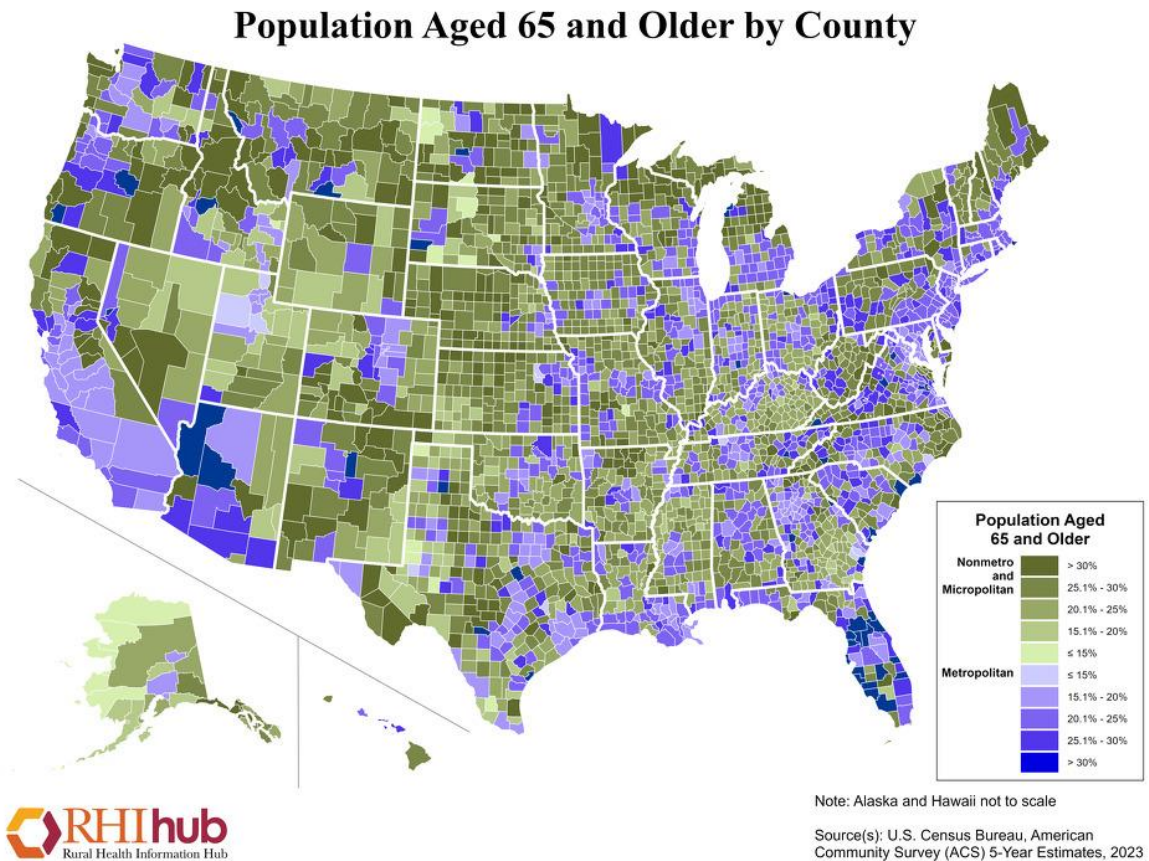 Population Aged 65 and Older by County
Population Aged
65 and Older
Nonmetro
and
Micropolitan
> 30%
25.1% - 30%
20.1% - 25%
15.1% - 20%
≤ 15%
Metropolitan
≤ 15%
15.1% - 20%
20.1% - 25%
25.1% - 30%
> 30%
Note: Alaska and Hawaii not to scale
Source(s): U.S. Census Bureau, American
Community Survey (ACS) 5-Year Estimates, 2023
RHIhub
Rural Health Information Hub